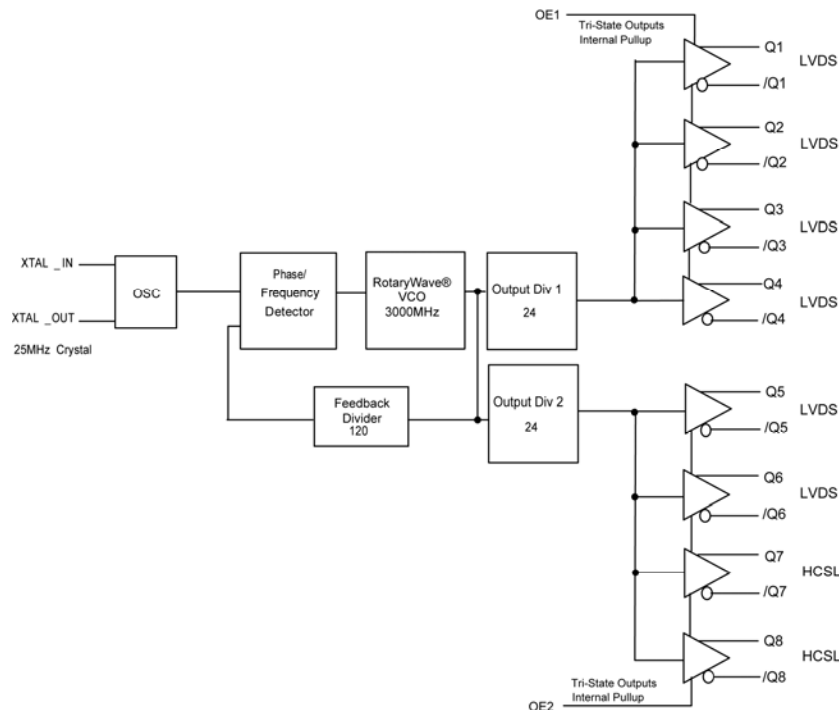 OE1
Tri-State Outputs
Internal Pullup
Q1
LVDS
/Q1
Q2
LVDS
/Q2
Q3
LVDS
/Q3
Q4
LVDS
/Q4
XTAL _IN
XTAL _OUT
25MHz Crystal
OSC
Phase/
Frequency
Detector
RotaryWave®
VCO
3000MHz
Output Div 1
24
Feedback
Divider
120
Output Div 2
24
Q5
LVDS
/Q5
Q6
LVDS
/Q6
Q7
HCSL
/Q7
Q8
HCSL
/Q8
Tri-State Outputs
Internal Pullup
OE2